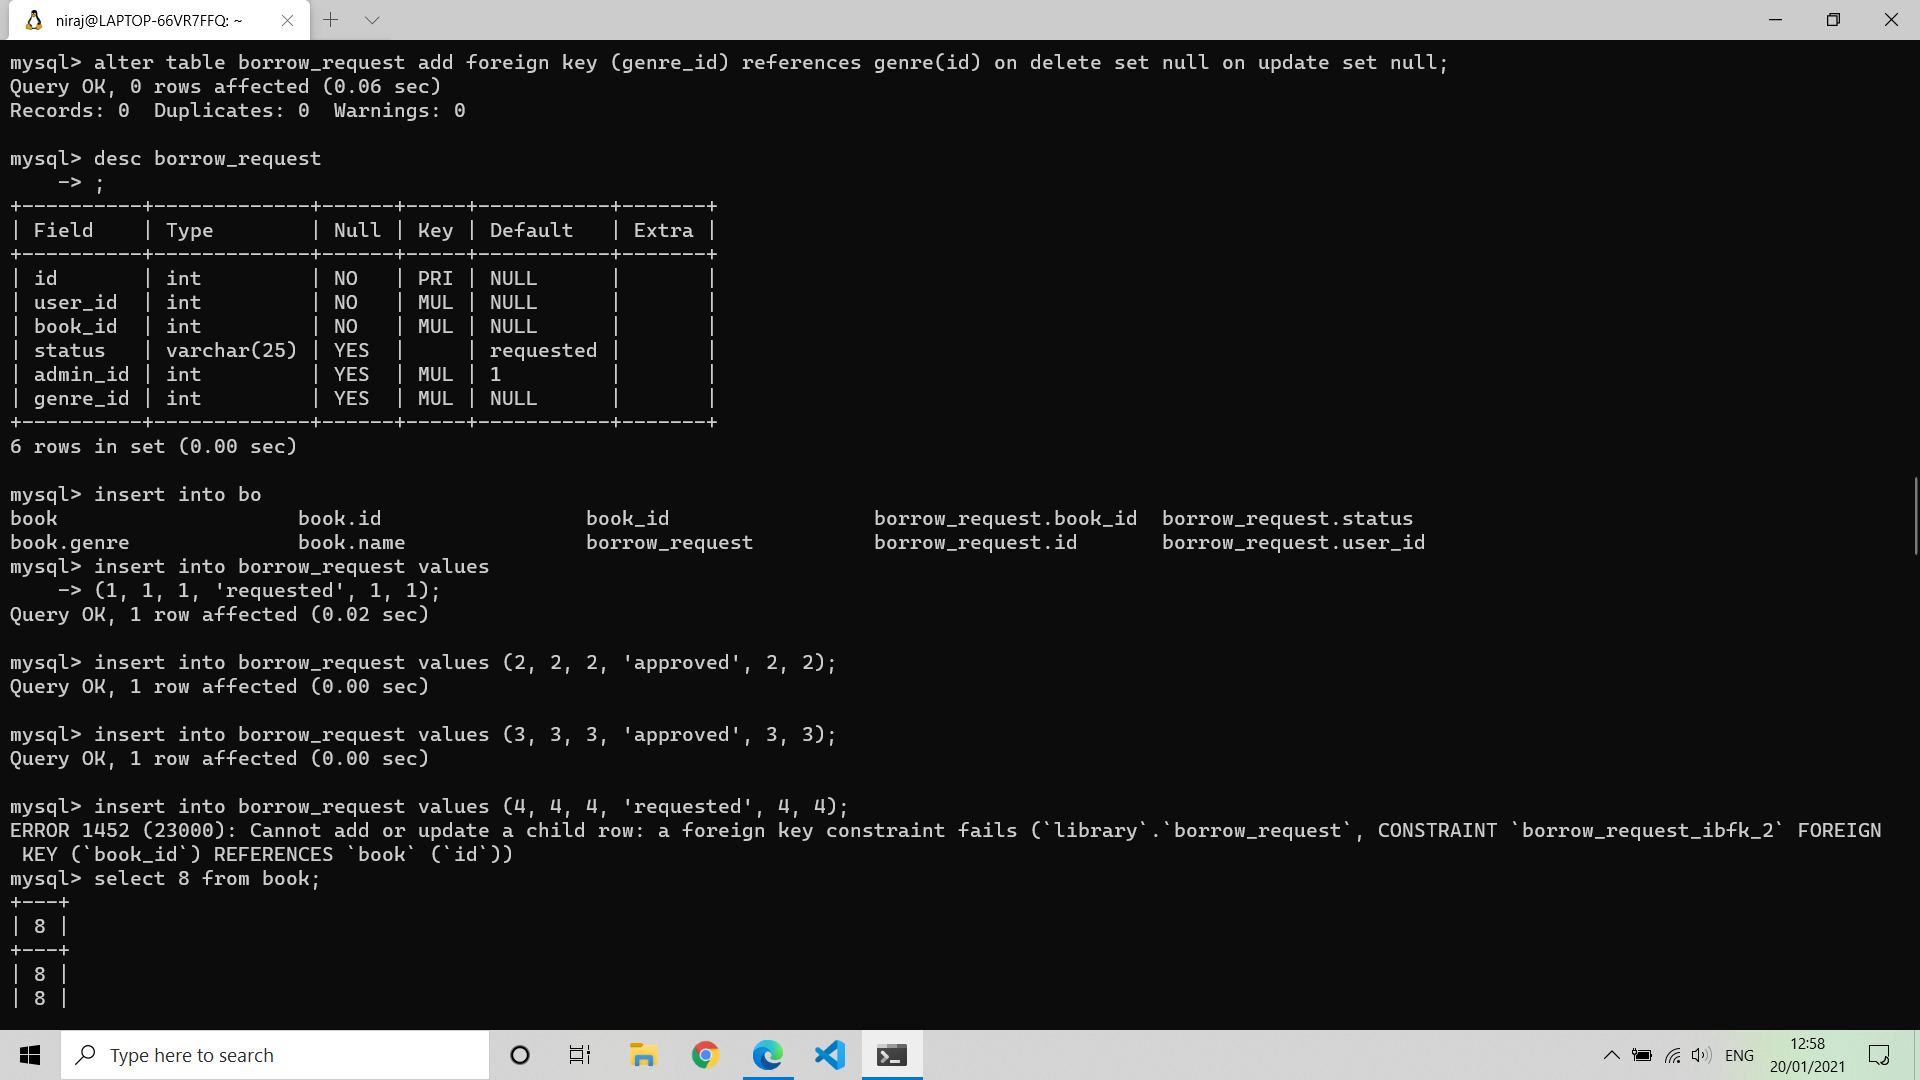 niraj@LAPTOP-66VR7FFQ: ~
mysql> alter table borrow_request add foreign key (genre_id) references genre(id) on delete set null on update set null;
Query OK, 0 rows affected (0.06 sec)
Records: 0  Duplicates: 0  Warnings: 0
mysql> desc borrow_request
    -> ;
+----------+-------------+------+-----+-----------+-------+
| Field    | Type        | Null | Key | Default   | Extra |
+----------+-------------+------+-----+-----------+-------+
| id       | int         | NO   | PRI | NULL      |       |
| user_id  | int         | NO   | MUL | NULL      |       |
| book_id  | int         | NO   | MUL | NULL      |       |
| status   | varchar(25) | YES  |     | requested |       |
| admin_id | int         | YES  | MUL | 1         |       |
| genre_id | int         | YES  | MUL | NULL      |       |
+----------+-------------+------+-----+-----------+-------+
6 rows in set (0.00 sec)
mysql> insert into bo
book                    book.id                 book_id                 borrow_request.book_id  borrow_request.status
book.genre              book.name               borrow_request          borrow_request.id       borrow_request.user_id
mysql> insert into borrow_request values
    -> (1, 1, 1, 'requested', 1, 1);
Query OK, 1 row affected (0.02 sec)
mysql> insert into borrow_request values (2, 2, 2, 'approved', 2, 2);
Query OK, 1 row affected (0.00 sec)
mysql> insert into borrow_request values (3, 3, 3, 'approved', 3, 3);
Query OK, 1 row affected (0.00 sec)
mysql> insert into borrow_request values (4, 4, 4, 'requested', 4, 4);
ERROR 1452 (23000): Cannot add or update a child row: a foreign key constraint fails (`library`.`borrow_request`, CONSTRAINT `borrow_request_ibfk_2` FOREIGN
 KEY (`book_id`) REFERENCES `book` (`id`))
mysql> select 8 from book;
+---+
| 8 |
+---+
| 8 |
| 8 |
Type here to search
ENG
12:58
20/01/2021